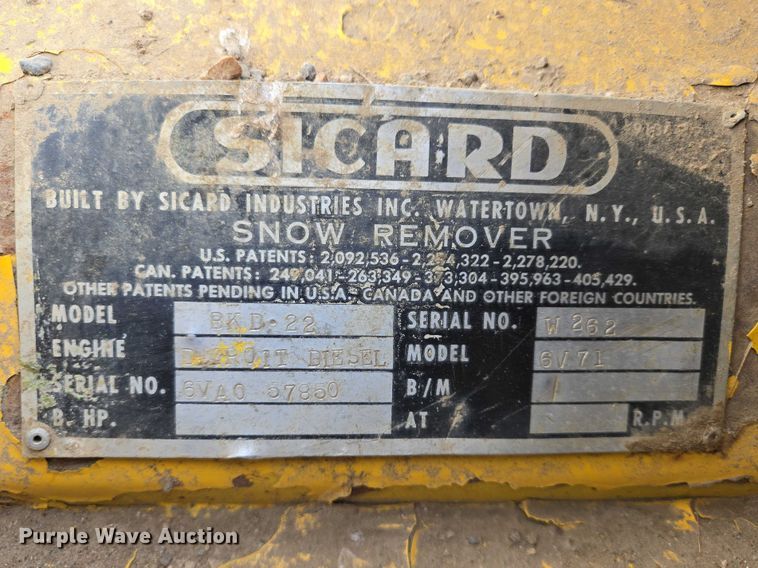 SICARD
BUILT BY SICARD INDUSTRIES INC. WATERTOWN, N.Y., U.S.A.
SNOW REMOVER
U.S. PATENTS: 2,092,536-2,254,322-2,278,220.
CAN. PATENTS: 249,041-263,349-373,304-395,963-405,429.
OTHER PATENTS PENDING IN U.S.A.-CANADA AND OTHER FOREIGN COUNTRIES.
MODEL BKD-22 SERIAL NO. W 262
ENGINE DETROIT DIESEL MODEL 6V71
SERIAL NO. 6VA0 57850 B/M /
B. HP. AT R.P.M.
Purple Wave Auction